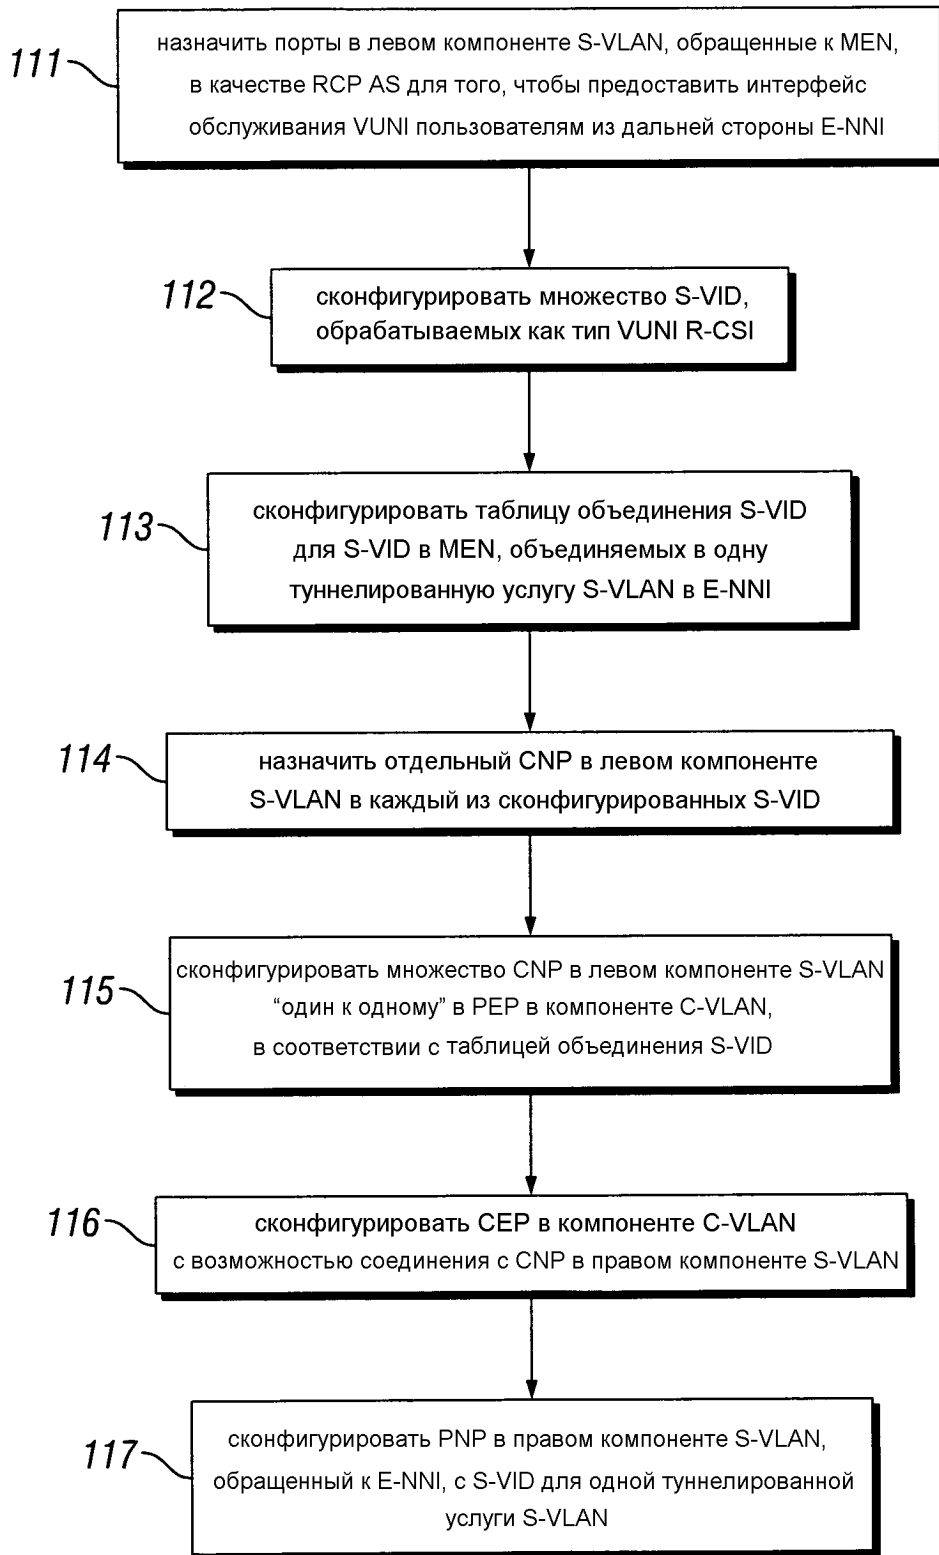 111
назначить порты в левом компоненте S-VLAN, обращенные к MEN,
в качестве RCP AS для того, чтобы предоставить интерфейс
обслуживания VUNI пользователям из дальней стороны E-NNI
112
сконфигурировать множество S-VID,
обрабатываемых как тип VUNI R-CSI
113
сконфигурировать таблицу объединения S-VID
для S-VID в MEN, объединяемых в одну
туннелированную услугу S-VLAN в E-NNI
114
назначить отдельный CNP в левом компоненте
S-VLAN в каждый из сконфигурированных S-VID
115
сконфигурировать множество CNP в левом компоненте S-VLAN
“один к одному” в PEP в компоненте C-VLAN,
в соответствии с таблицей объединения S-VID
116
сконфигурировать CEP в компоненте C-VLAN
с возможностью соединения с CNP в правом компоненте S-VLAN
117
сконфигурировать PNP в правом компоненте S-VLAN,
обращенный к E-NNI, с S-VID для одной туннелированной
услуги S-VLAN